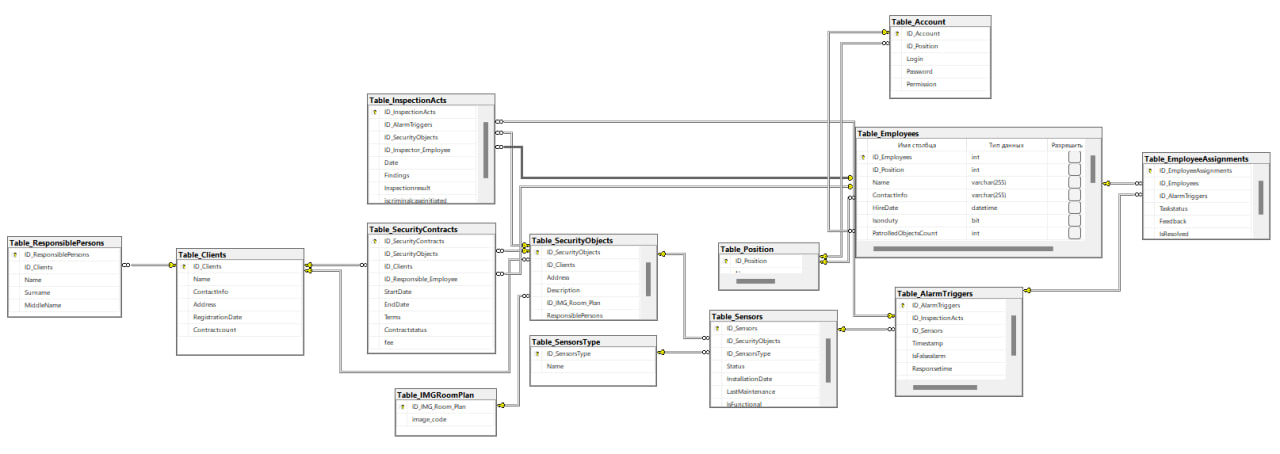 Table_Account
ID_Account
ID_Position
Login
Password
Permission
Table_InspectionActs
ID_InspectionActs
ID_AlarmTriggers
ID_SecurityObjects
ID_Inspector_Employee
Date
Findings
Inspectionresult
iscriminalcaseinitiated
Table_Employees
Имя столбца Тип данных Разрешить
ID_Employees int
ID_Position int
Name varchar(255)
ContactInfo varchar(255)
HireDate datetime
Isonduty bit
PatrolledObjectsCount int
Table_EmployeeAssignments
ID_EmployeeAssignments
ID_Employees
ID_AlarmTriggers
Taskstatus
Feedback
IsResolved
Table_ResponsiblePersons
ID_ResponsiblePersons
ID_Clients
Name
Surname
MiddleName
Table_Clients
ID_Clients
Name
ContactInfo
Address
RegistrationDate
Contractcount
Table_SecurityContracts
ID_SecurityContracts
ID_SecurityObjects
ID_Clients
ID_Responsible_Employee
StartDate
EndDate
Terms
Contractstatus
fee
Table_SecurityObjects
ID_SecurityObjects
ID_Clients
Address
Description
ID_IMG_Room_Plan
ResponsiblePersons
Table_Position
ID_Position
Table_AlarmTriggers
ID_AlarmTriggers
ID_InspectionActs
ID_Sensors
Timestamp
IsFalsealarm
Responsetime
Table_Sensors
ID_Sensors
ID_SecurityObjects
ID_SensorsType
Status
InstallationDate
LastMaintenance
IsFunctional
Table_SensorsType
ID_SensorsType
Name
Table_IMGRoomPlan
ID_IMG_Room_Plan
image_code